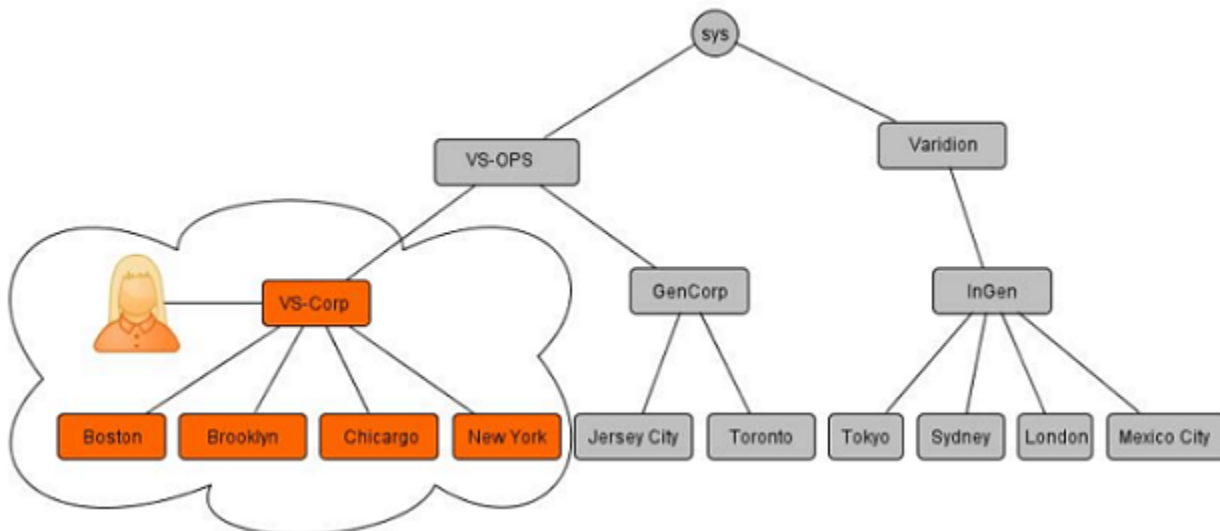 sys
VS-OPS
Varidion
VS-Corp
GenCorp
InGen
Boston
Brooklyn
Chicargo
New York
Jersey City
Toronto
Tokyo
Sydney
London
Mexico City